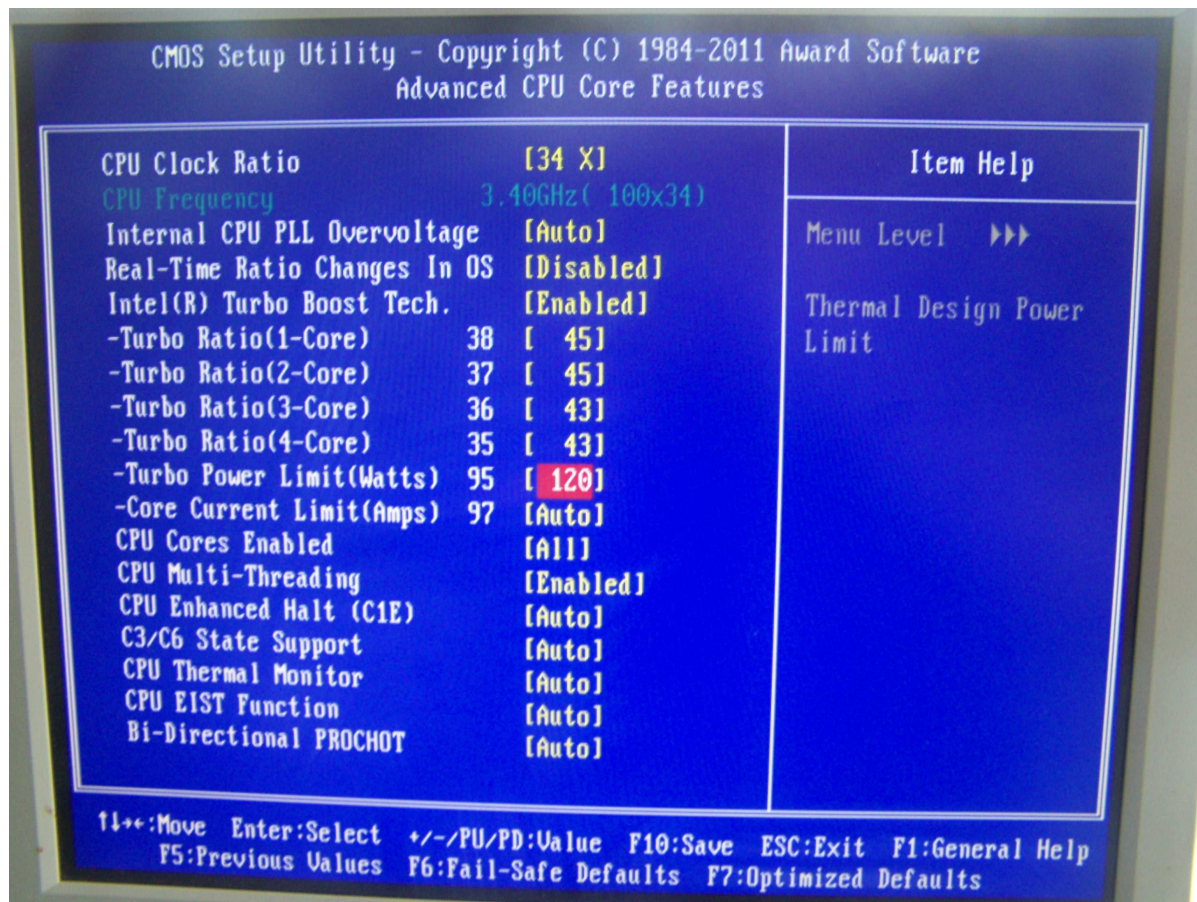 CMOS Setup Utility - Copyright (C) 1984-2011 Award Software
Advanced CPU Core Features
CPU Clock Ratio [34 X]
CPU Frequency 3.40GHz( 100x34)
Internal CPU PLL Overvoltage [Auto]
Real-Time Ratio Changes In OS [Disabled]
Intel(R) Turbo Boost Tech. [Enabled]
-Turbo Ratio(1-Core) 38 [ 45]
-Turbo Ratio(2-Core) 37 [ 45]
-Turbo Ratio(3-Core) 36 [ 43]
-Turbo Ratio(4-Core) 35 [ 43]
-Turbo Power Limit(Watts) 95 [ 120]
-Core Current Limit(Amps) 97 [Auto]
CPU Cores Enabled [All]
CPU Multi-Threading [Enabled]
CPU Enhanced Halt (C1E) [Auto]
C3/C6 State Support [Auto]
CPU Thermal Monitor [Auto]
CPU EIST Function [Auto]
Bi-Directional PROCHOT [Auto]
Item Help
Menu Level ►►►
Thermal Design Power
Limit
↑↓→←:Move Enter:Select +/-/PU/PD:Value F10:Save ESC:Exit F1:General Help
F5:Previous Values F6:Fail-Safe Defaults F7:Optimized Defaults